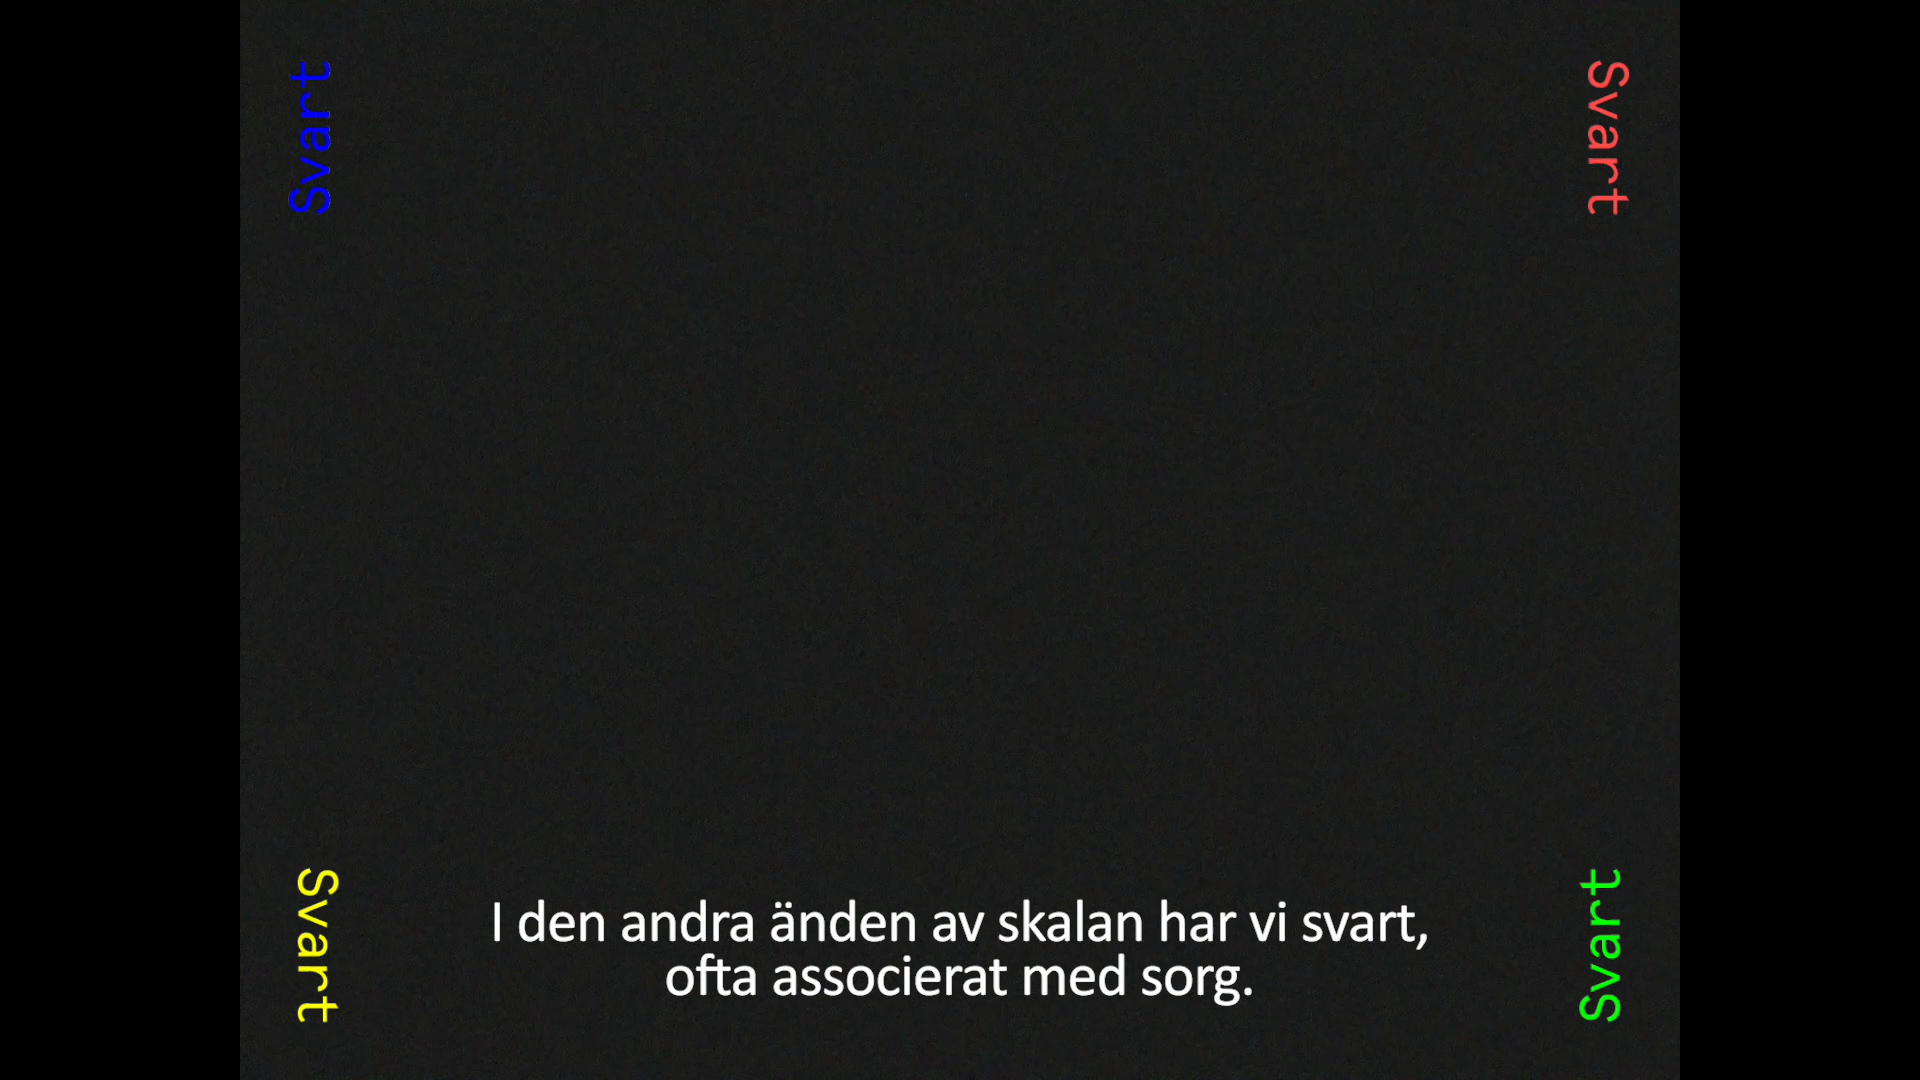 Svart
Svart
Svart
I den andra änden av skalan har vi svart,
ofta associerat med sorg.
Svart